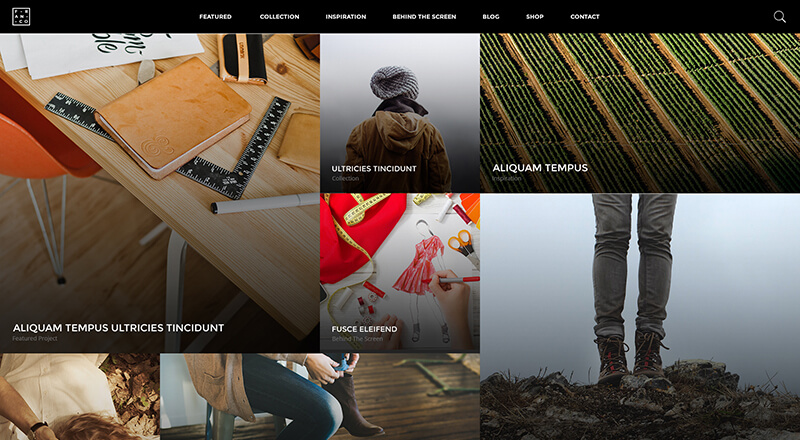 F·R
AN·
CO
FEATURED COLLECTION INSPIRATION BEHIND THE SCREEN BLOG SHOP CONTACT
ULTRICIES TINCIDUNT
Collection
ALIQUAM TEMPUS
Inspiration
ALIQUAM TEMPUS ULTRICIES TINCIDUNT
Featured Project
FUSCE ELEIFEND
Behind The Screen